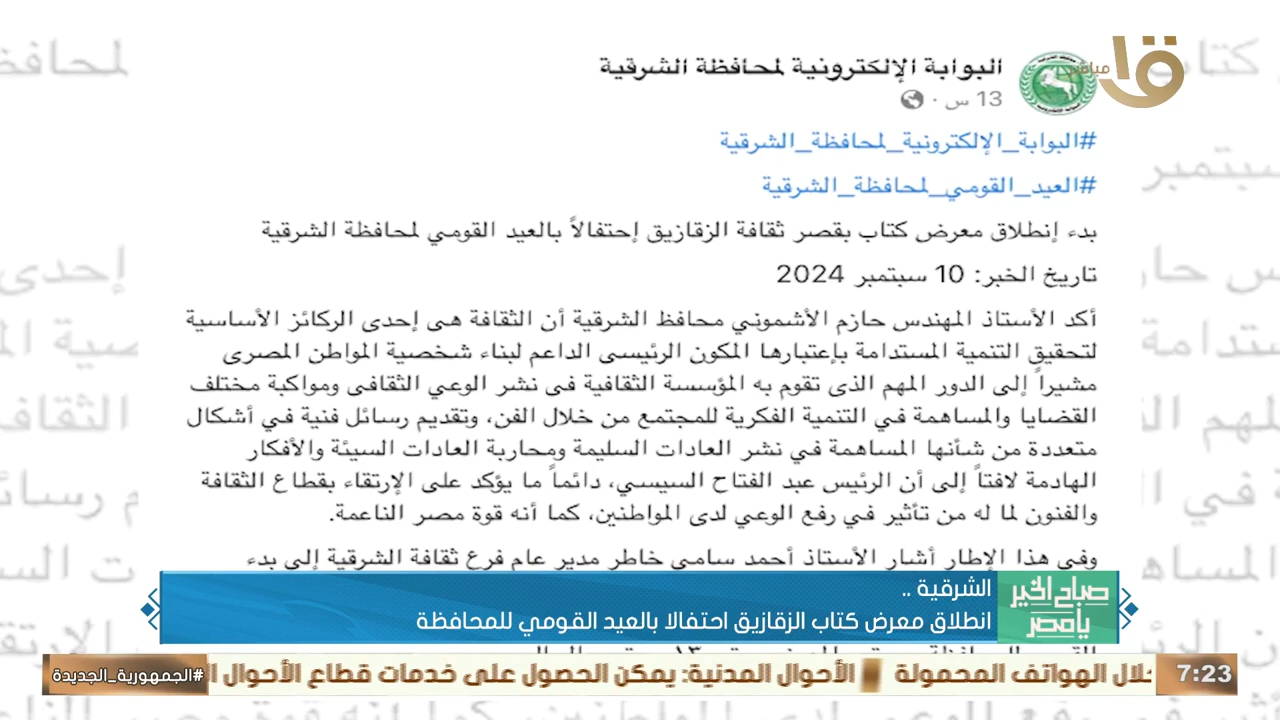 البوابة الإلكترونية لمحافظة الشرقية
13 س ·
#البوابة_الإلكترونية_لمحافظة_الشرقية
#العيد_القومي_لمحافظة_الشرقية
بدء إنطلاق معرض كتاب بقصر ثقافة الزقازيق إحتفالاً بالعيد القومي لمحافظة الشرقية
تاريخ الخبر: 10 سبتمبر 2024
أكد الأستاذ المهندس حازم الأشموني محافظ الشرقية أن الثقافة هى إحدى الركائز الأساسية
لتحقيق التنمية المستدامة بإعتبارها المكون الرئيسى الداعم لبناء شخصية المواطن المصرى
مشيراً إلى الدور المهم الذى تقوم به المؤسسة الثقافية فى نشر الوعي الثقافى ومواكبة مختلف
القضايا والمساهمة في التنمية الفكرية للمجتمع من خلال الفن، وتقديم رسائل فنية في أشكال
متعددة من شأنها المساهمة في نشر العادات السليمة ومحاربة العادات السيئة والأفكار
الهادمة لافتاً إلى أن الرئيس عبد الفتاح السيسي، دائماً ما يؤكد على الإرتقاء بقطاع الثقافة
والفنون لما له من تأثير في رفع الوعي لدى المواطنين، كما أنه قوة مصر الناعمة.
وفى هذا الإطار أشار الأستاذ أحمد سامى خاطر مدير عام فرع ثقافة الشرقية إلى بدء
صباح الخير يا مصر
الشرقية ..
انطلاق معرض كتاب الزقازيق احتفالا بالعيد القومي للمحافظة
7:23
خلال الهواتف المحمولة
الأحوال المدنية: يمكن الحصول على خدمات قطاع الأحوال
#الجمهورية_الجديدة
مباشر